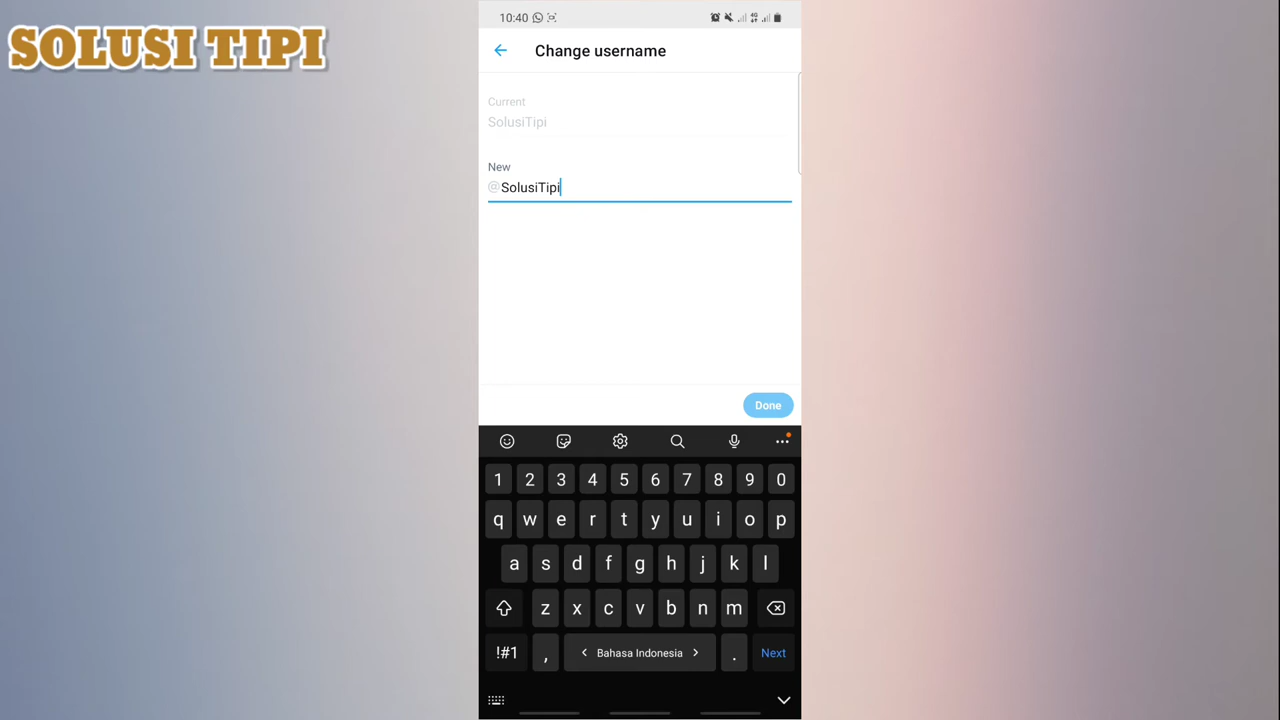 SOLUSI TIPI
10:40
4G
Change username
Current
SolusiTipi
New
@SolusiTipi
Done
1 2 3 4 5 6 7 8 9 0
q w e r t y u i o p
a s d f g h j k l
z x c v b n m
!#1 , < Bahasa Indonesia > . Next